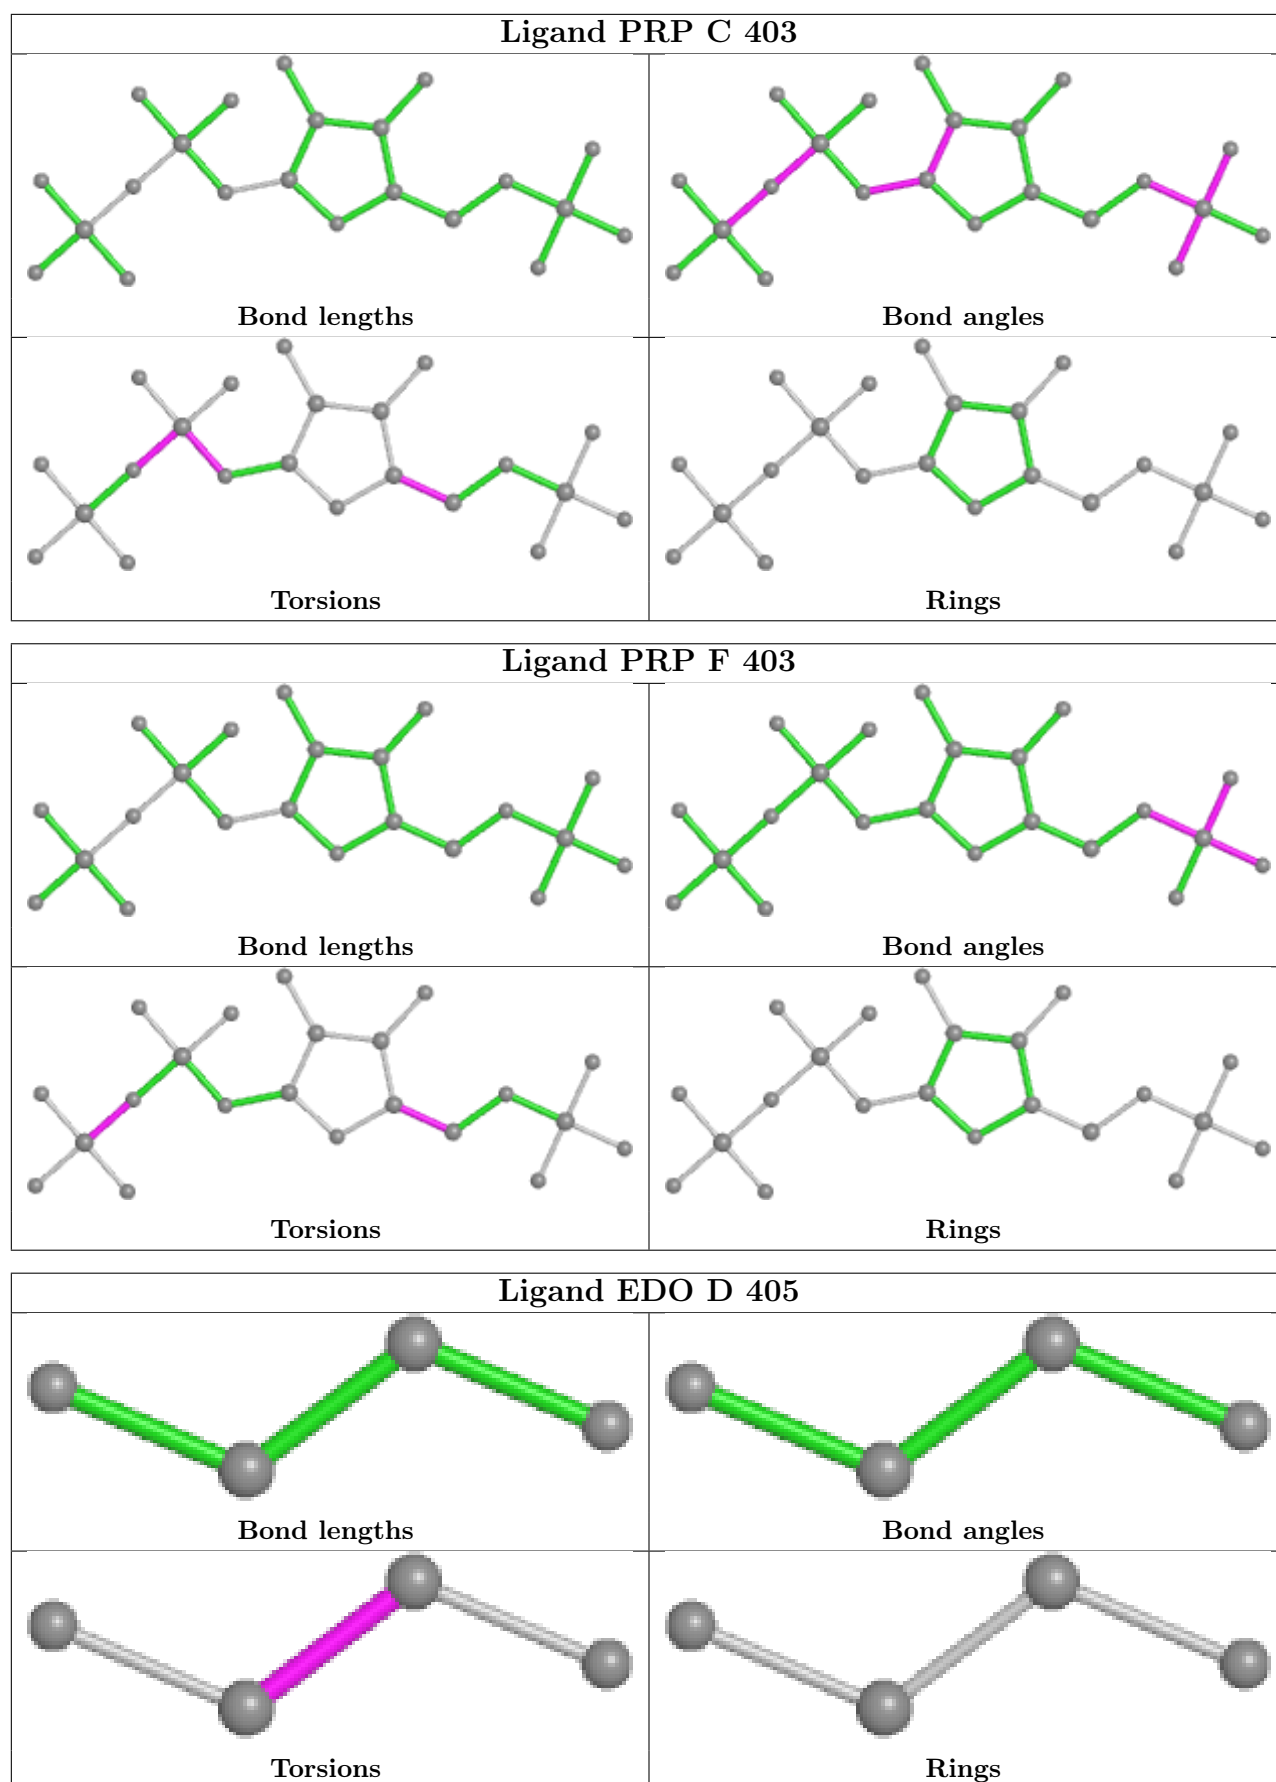 Ligand PRP C 403
Bond lengths
Bond angles
Torsions
Rings
Ligand PRP F 403
Bond lengths
Bond angles
Torsions
Rings
Ligand EDO D 405
Bond lengths
Bond angles
Torsions
Rings